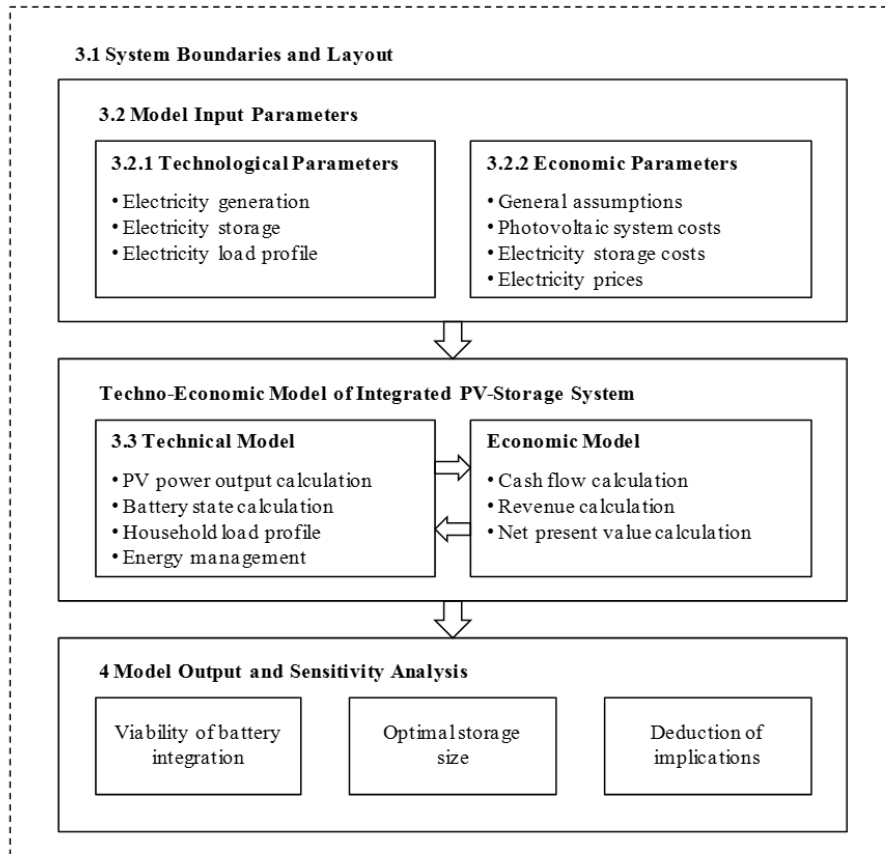 3.1 System Boundaries and Layout
3.2 Model Input Parameters
3.2.1 Technological Parameters
• Electricity generation
• Electricity storage
• Electricity load profile
3.2.2 Economic Parameters
• General assumptions
• Photovoltaic system costs
• Electricity storage costs
• Electricity prices
Techno-Economic Model of Integrated PV-Storage System
3.3 Technical Model
• PV power output calculation
• Battery state calculation
• Household load profile
• Energy management
Economic Model
• Cash flow calculation
• Revenue calculation
• Net present value calculation
4 Model Output and Sensitivity Analysis
Viability of battery
integration
Optimal storage
size
Deduction of
implications